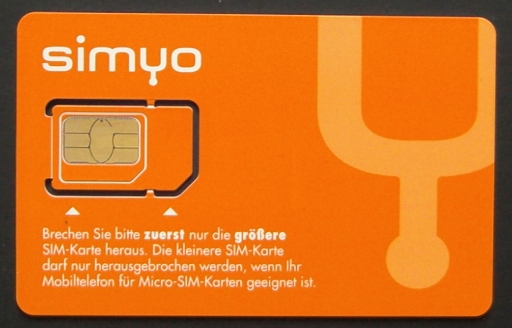 simyo
Brechen Sie bitte zuerst nur die größere
SIM-Karte heraus. Die kleinere SIM-Karte
darf nur herausgebrochen werden, wenn Ihr
Mobiltelefon für Micro-SIM-Karten geeignet ist.